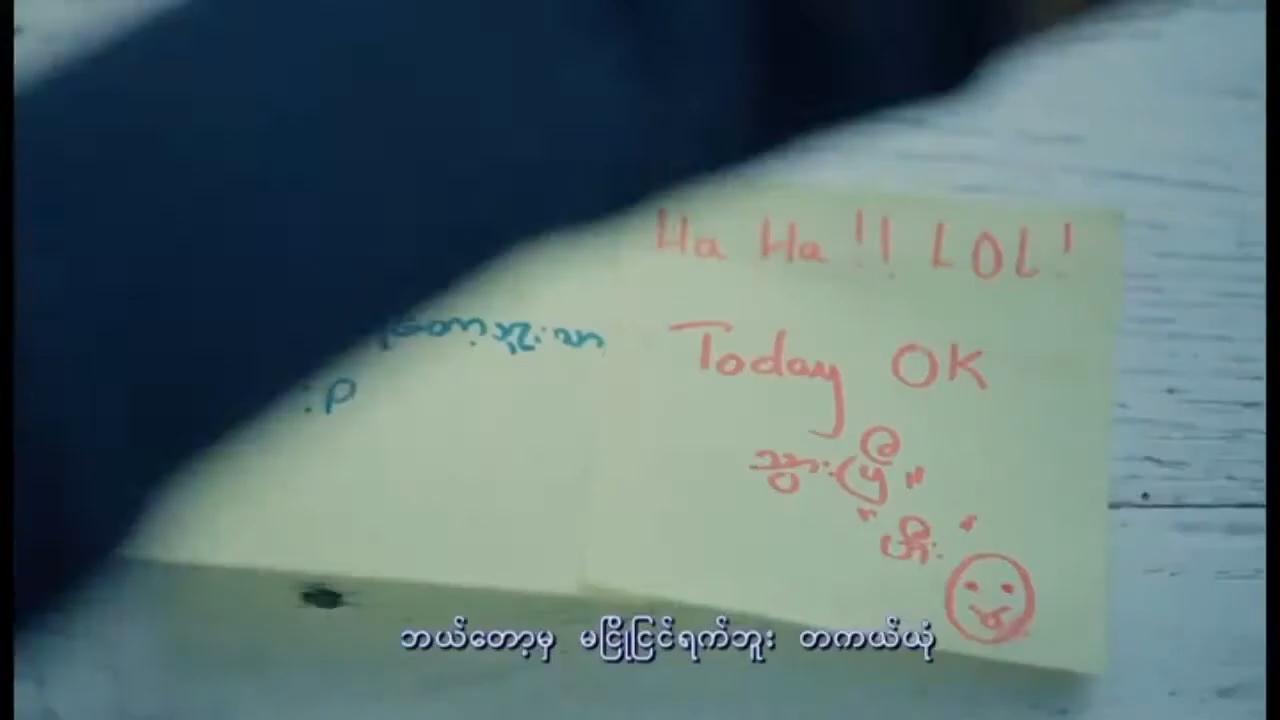 Ha Ha !! LOL!
Today OK
သွားပြီ "
" ဟီး "
ဘယ်တော့မှ မငြိုငြင်ရက်ဘူး တကယ်ယုံ